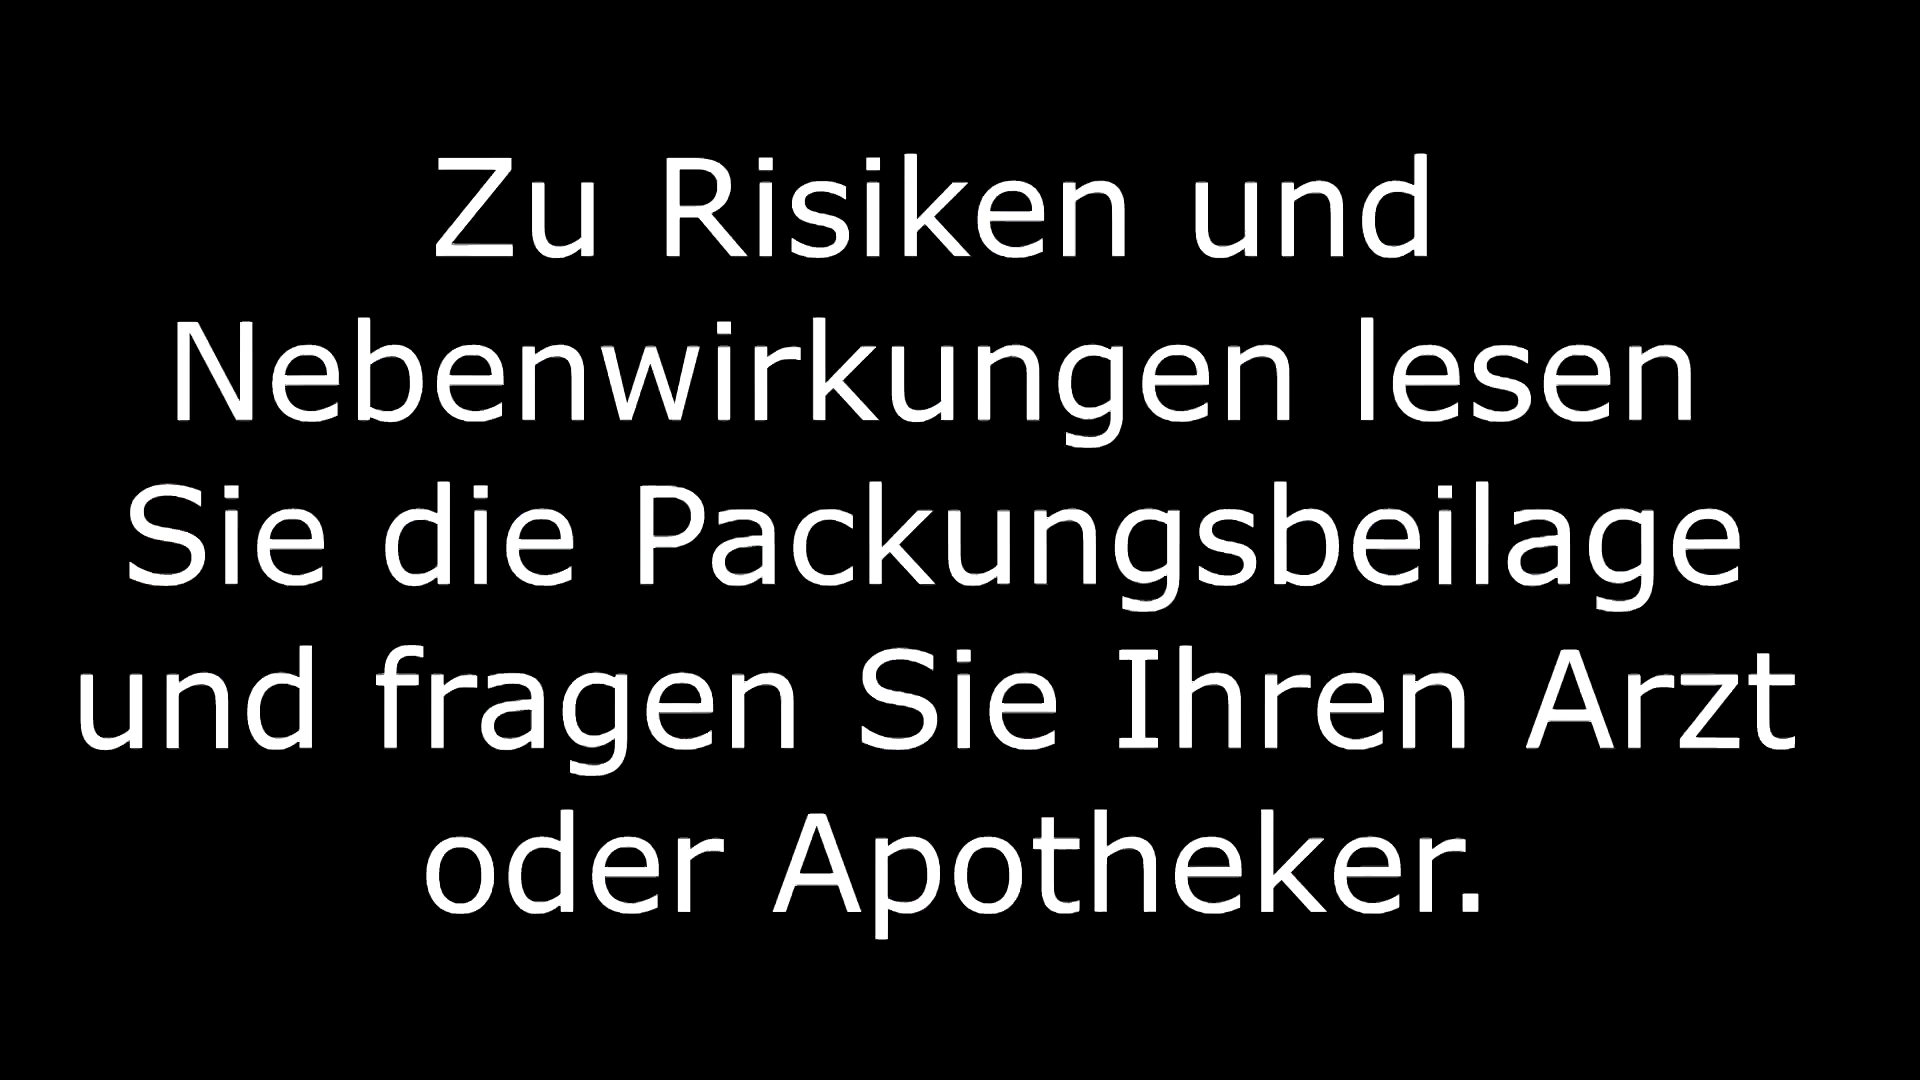 Zu Risiken und
Nebenwirkungen lesen
Sie die Packungsbeilage
und fragen Sie Ihren Arzt
oder Apotheker.